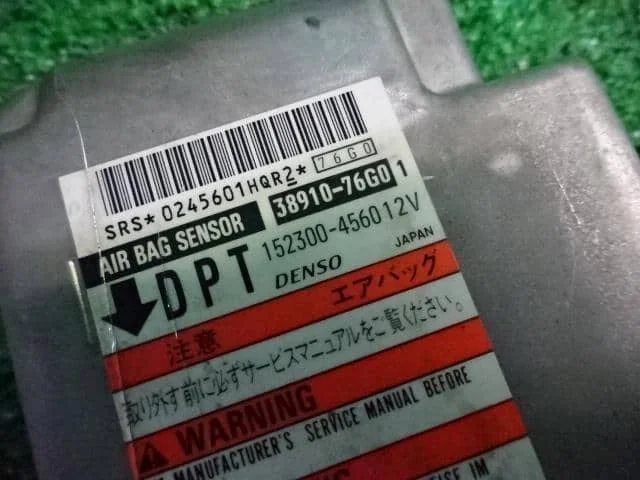 SRS*0245601HQR2* 76G0
AIR BAG SENSOR 38910-76G0 1
DPT 152300-4560 12V
DENSO JAPAN
エアバッグ
注意
取り外す前に必ずサービスマニュアルをご覧ください。
WARNING
MANUFACTURER'S SERVICE MANUAL BEFORE
IM